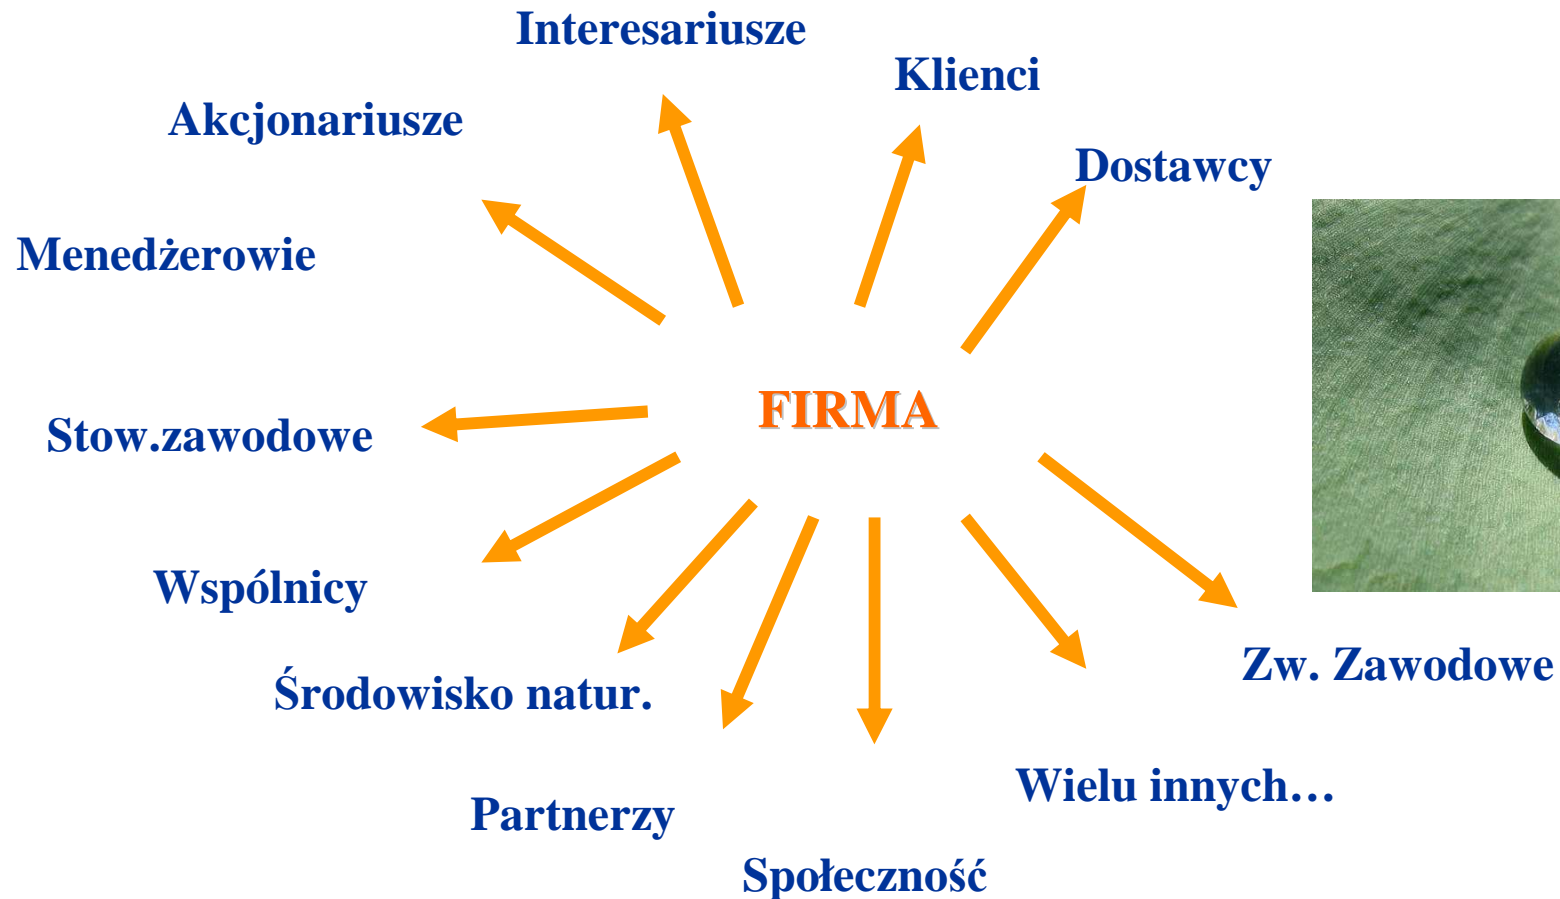 Interesariusze
Klienci
Akcjonariusze
Dostawcy
Menedżerowie
FIRMA
Stow.zawodowe
Wspólnicy
Zw. Zawodowe
Środowisko natur.
Wielu innych…
Partnerzy
Społeczność